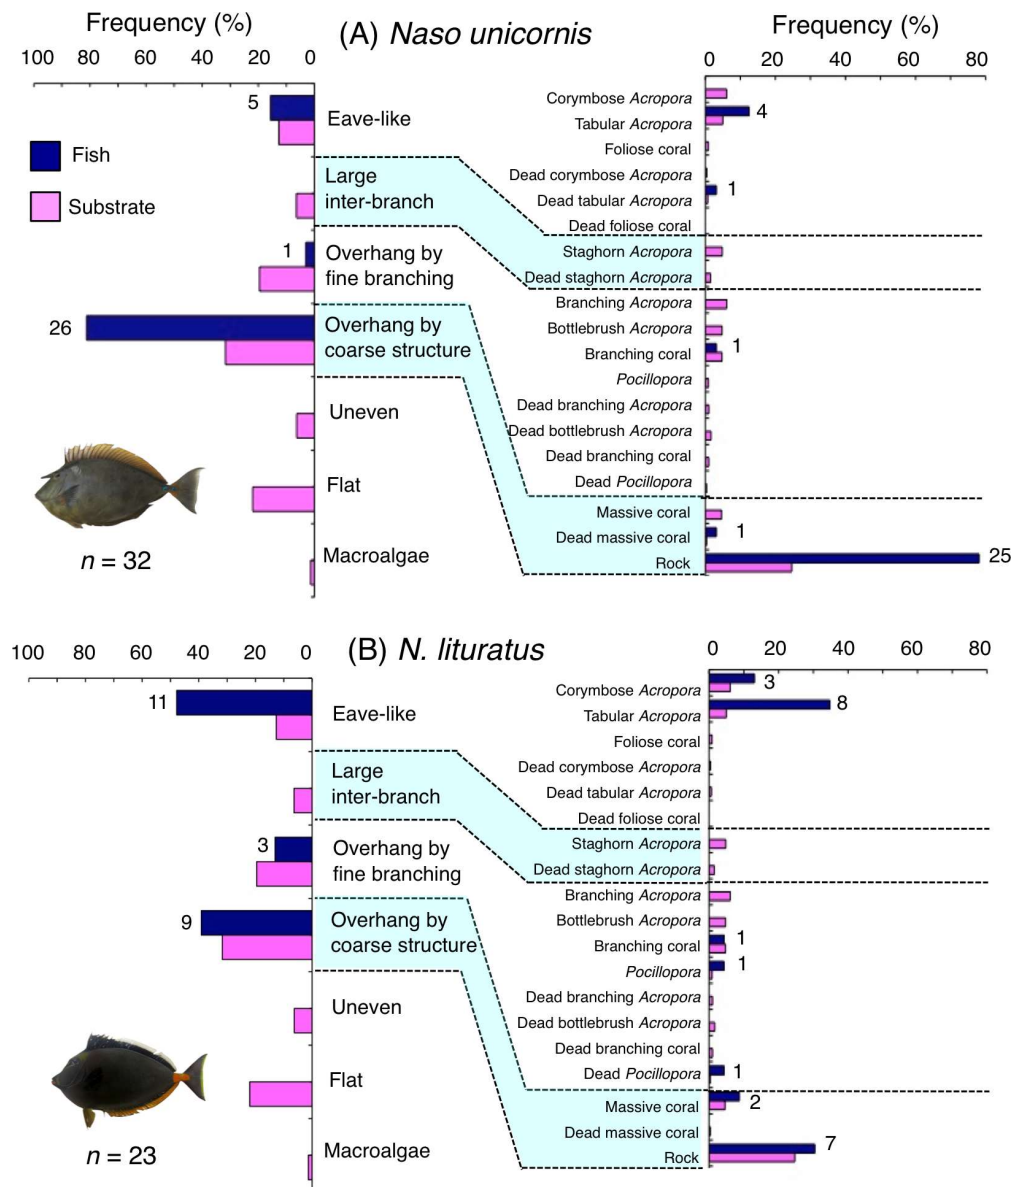 Frequency (%)
(A) Naso unicornis
Frequency (%)
100 80 60 40 20 0
0 20 40 60 80
Fish
Substrate
5
Eave-like
Large
inter-branch
1
Overhang by
fine branching
26
Overhang by
coarse structure
Uneven
Flat
Macroalgae
n = 32
Corymbose Acropora
4
Tabular Acropora
Foliose coral
Dead corymbose Acropora
1
Dead tabular Acropora
Dead foliose coral
Staghorn Acropora
Dead staghorn Acropora
Branching Acropora
Bottlebrush Acropora
1
Branching coral
Pocillopora
Dead branching Acropora
Dead bottlebrush Acropora
Dead branching coral
Dead Pocillopora
Massive coral
1
Dead massive coral
Rock
25
(B) N. lituratus
100 80 60 40 20 0
0 20 40 60 80
11
Eave-like
Large
inter-branch
3
Overhang by
fine branching
9
Overhang by
coarse structure
Uneven
Flat
Macroalgae
n = 23
Corymbose Acropora
3
Tabular Acropora
8
Foliose coral
Dead corymbose Acropora
Dead tabular Acropora
Dead foliose coral
Staghorn Acropora
Dead staghorn Acropora
Branching Acropora
Bottlebrush Acropora
Branching coral
1
Pocillopora
1
Dead branching Acropora
Dead bottlebrush Acropora
Dead branching coral
Dead Pocillopora
1
Massive coral
2
Dead massive coral
Rock
7